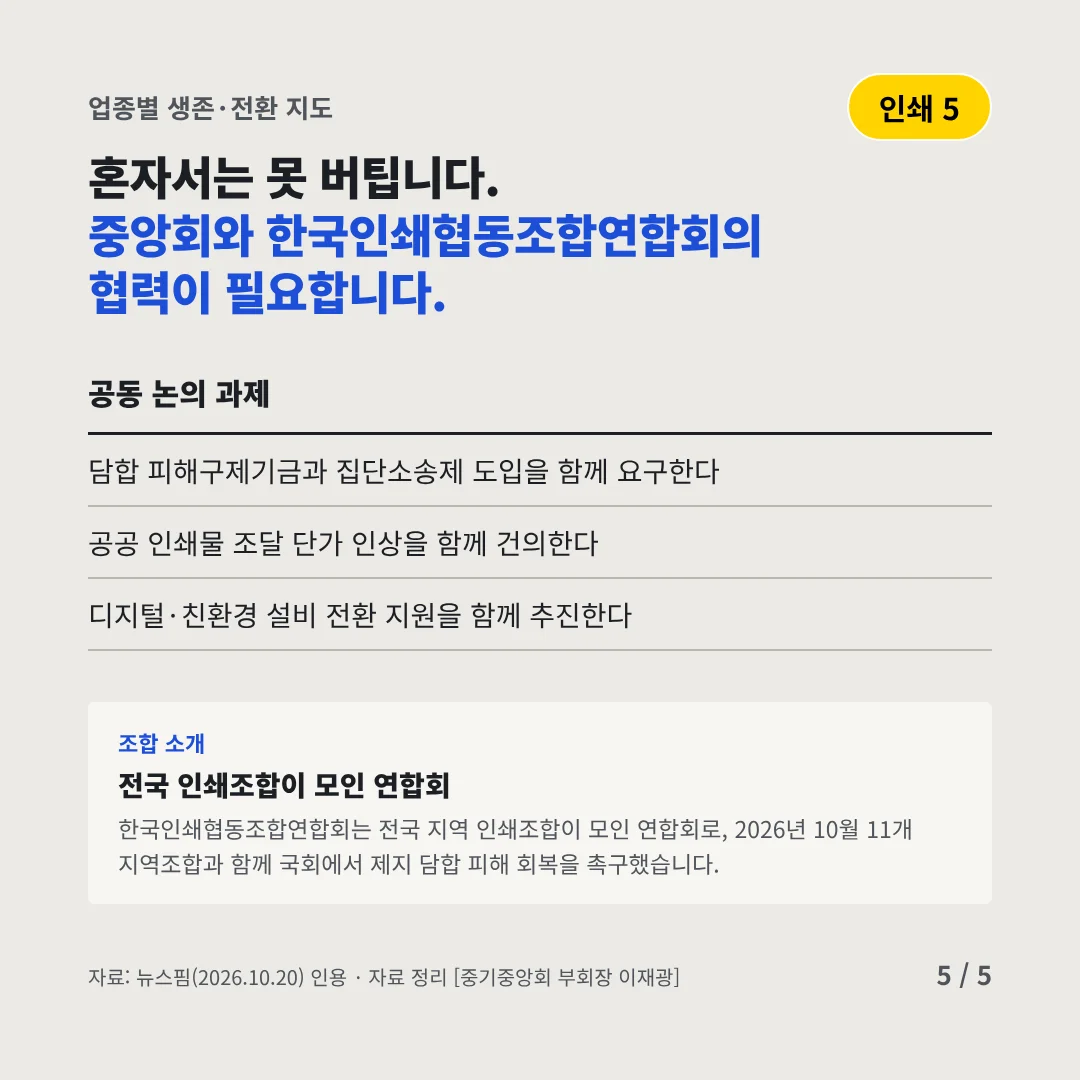 업종별 생존·전환 지도
인쇄 5
혼자서는 못 버팁니다.
중앙회와 한국인쇄협동조합연합회의
협력이 필요합니다.
공동 논의 과제
담합 피해구제기금과 집단소송제 도입을 함께 요구한다
공공 인쇄물 조달 단가 인상을 함께 건의한다
디지털·친환경 설비 전환 지원을 함께 추진한다
조합 소개
전국 인쇄조합이 모인 연합회
한국인쇄협동조합연합회는 전국 지역 인쇄조합이 모인 연합회로, 2026년 10월 11개
지역조합과 함께 국회에서 제지 담합 피해 회복을 촉구했습니다.
자료: 뉴스핌(2026.10.20) 인용 · 자료 정리 [중기중앙회 부회장 이재광]
5 / 5